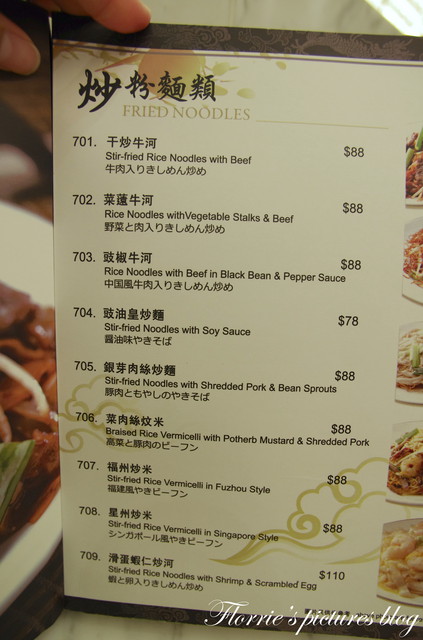 炒粉麵類
FRIED NOODLES
701. 干炒牛河 $88
Stir-fried Rice Noodles with Beef
牛肉入りきしめん炒め
702. 菜薳牛河 $88
Rice Noodles withVegetable Stalks & Beef
野菜と肉入りきしめん炒め
703. 豉椒牛河 $88
Rice Noodles with Beef in Black Bean & Pepper Sauce
中国風牛肉入りきしめん炒め
704. 豉油皇炒麵 $78
Stir-fried Noodles with Soy Sauce
醤油味やきそば
705. 銀芽肉絲炒麵 $88
Stir-fried Noodles with Shredded Pork & Bean Sprouts
豚肉ともやしのやきそば
706. 菜肉絲炆米 $88
Braised Rice Vermicelli with Potherb Mustard & Shredded Pork
高菜と豚肉のビーフン
707. 福州炒米 $88
Stir-fried Rice Vermicelli in Fuzhou Style
福建風やきビーフン
708. 星州炒米 $88
Stir-fried Rice Vermicelli in Singapore Style
シンガポール風やきビーフン
709. 滑蛋蝦仁炒河 $110
Stir-fried Rice Noodles with Shrimp & Scrambled Egg
蝦と卵入りきしめん炒め
Florrie's pictures blog